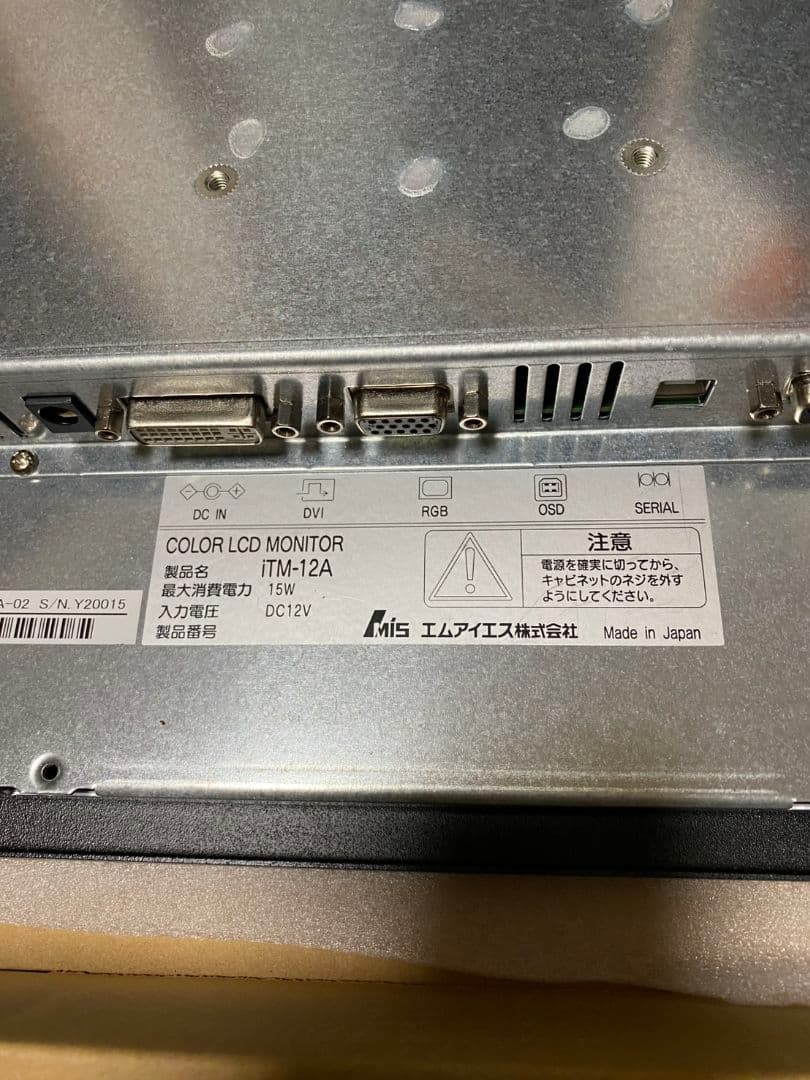 DC IN DVI RGB OSD SERIAL
COLOR LCD MONITOR
製品名 iTM-12A
最大消費電力 15W
入力電圧 DC12V
製品番号
注意
電源を確実に切ってから、
キャビネットのネジを外す
ようにしてください。
Mis エムアイエス株式会社 Made in Japan
A-02 S/N.Y20015